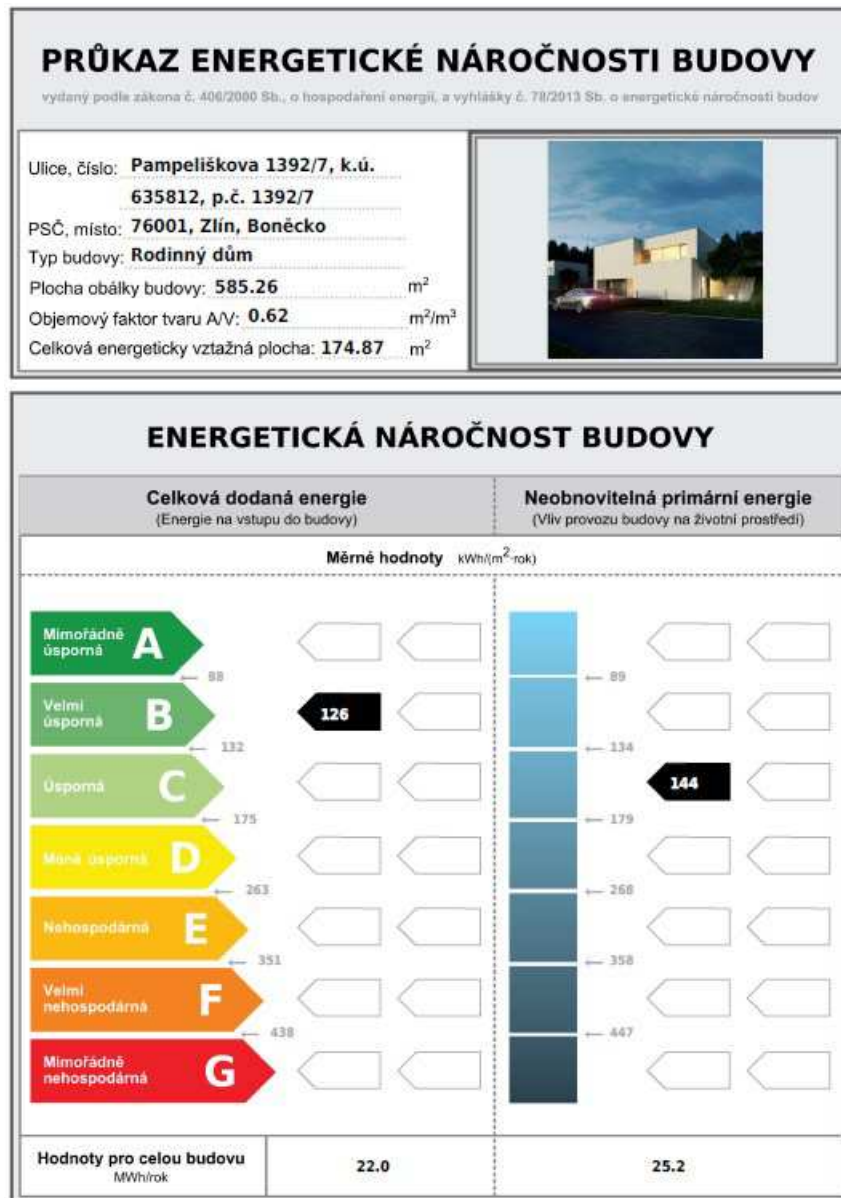 PRŮKAZ ENERGETICKÉ NÁROČNOSTI BUDOVY
vydaný podle zákona č. 406/2000 Sb., o hospodaření energií, a vyhlášky č. 78/2013 Sb. o energetické náročnosti budov
Ulice, číslo: Pampeliškova 1392/7, k.ú.
635812, p.č. 1392/7
PSČ, místo: 76001, Zlín, Boněcko
Typ budovy: Rodinný dům
Plocha obálky budovy: 585.26 m²
Objemový faktor tvaru A/V: 0.62 m²/m³
Celková energeticky vztažná plocha: 174.87 m²
ENERGETICKÁ NÁROČNOST BUDOVY
Celková dodaná energie
(Energie na vstupu do budovy)
Neobnovitelná primární energie
(Vliv provozu budovy na životní prostředí)
Měrné hodnoty kWh/(m²·rok)
Mimořádně úsporná A
← 88
← 89
Velmi úsporná B
126
← 132
← 134
Úsporná C
144
← 175
← 179
Méně úsporná D
← 263
← 268
Nehospodárná E
← 351
← 358
Velmi nehospodárná F
← 438
← 447
Mimořádně nehospodárná G
Hodnoty pro celou budovu
MWh/rok
22.0
25.2